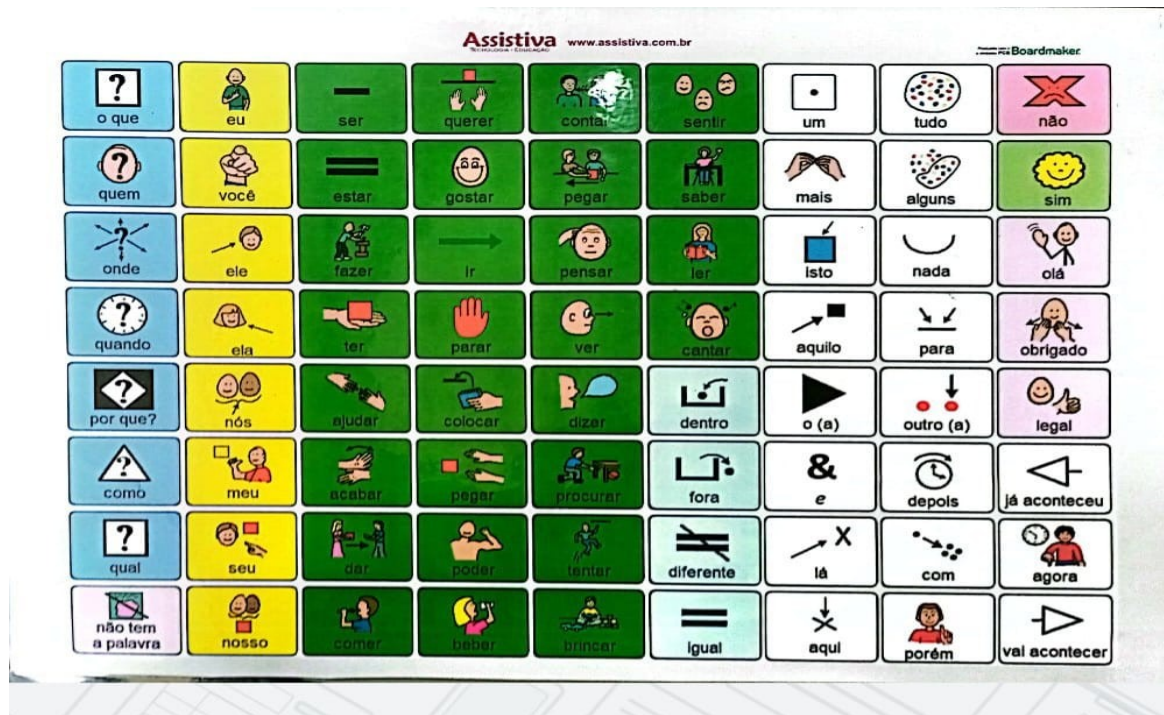 Assistiva www.assistiva.com.br
TECNOLOGIA • EDUCAÇÃO
Boardmaker
o que eu ser querer contar sentir um tudo não
quem você estar gostar pegar saber mais alguns sim
onde ele fazer ir pensar ler isto nada olá
quando ela ter parar ver cantar aquilo para obrigado
por que? nós ajudar colocar dizer dentro o (a) outro (a) legal
como meu acabar pegar procurar fora & e depois já aconteceu
qual seu dar poder tentar diferente lá com agora
não tem
a palavra nosso comer beber brincar igual aqui porém vai acontecer